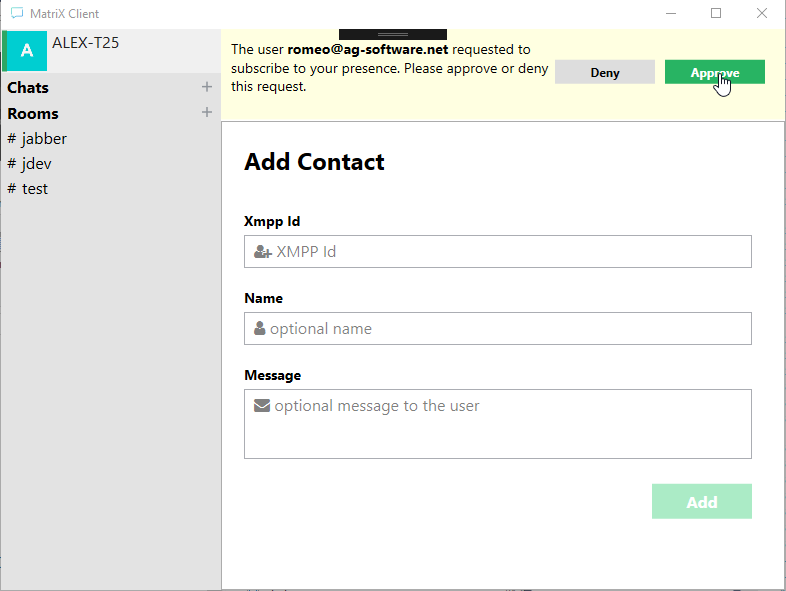 MatriX Client
A
ALEX-T25
Chats
Rooms
# jabber
# jdev
# test
The user romeo@ag-software.net requested to
subscribe to your presence. Please approve or deny
this request.
Deny
Approve
Add Contact
Xmpp Id
XMPP Id
Name
optional name
Message
optional message to the user
Add